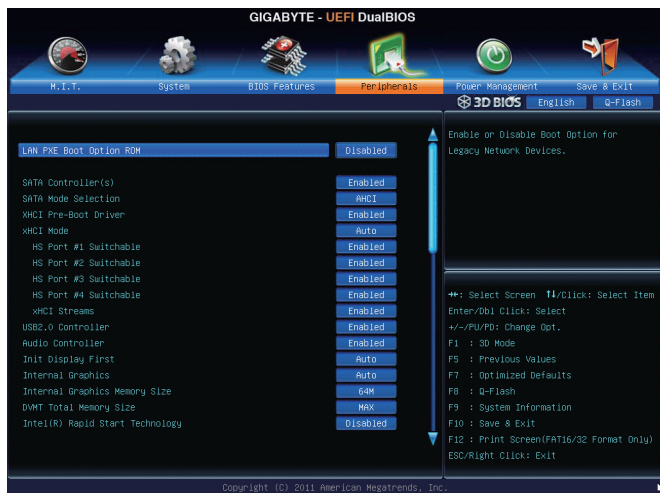 GIGABYTE - UEFI DualBIOS
M.I.T. System BIOS Features Peripherals Power Management Save & Exit
3D BIOS English Q-Flash
LAN PXE Boot Option ROM Disabled
Enable or Disable Boot Option for
Legacy Network Devices.
SATA Controller(s) Enabled
SATA Mode Selection AHCI
XHCI Pre-Boot Driver Enabled
xHCI Mode Auto
HS Port #1 Switchable Enabled
HS Port #2 Switchable Enabled
HS Port #3 Switchable Enabled
HS Port #4 Switchable Enabled
xHCI Streams Enabled
USB2.0 Controller Enabled
Audio Controller Enabled
Init Display First Auto
Internal Graphics Auto
Internal Graphics Memory Size 64M
DVMT Total Memory Size MAX
Intel(R) Rapid Start Technology Disabled
→←: Select Screen ↑↓/Click: Select Item
Enter/Dbl Click: Select
+/-/PU/PD: Change Opt.
F1 : 3D Mode
F5 : Previous Values
F7 : Optimized Defaults
F8 : Q-Flash
F9 : System Information
F10 : Save & Exit
F12 : Print Screen(FAT16/32 Format Only)
ESC/Right Click: Exit
Copyright (C) 2011 American Megatrends, Inc.